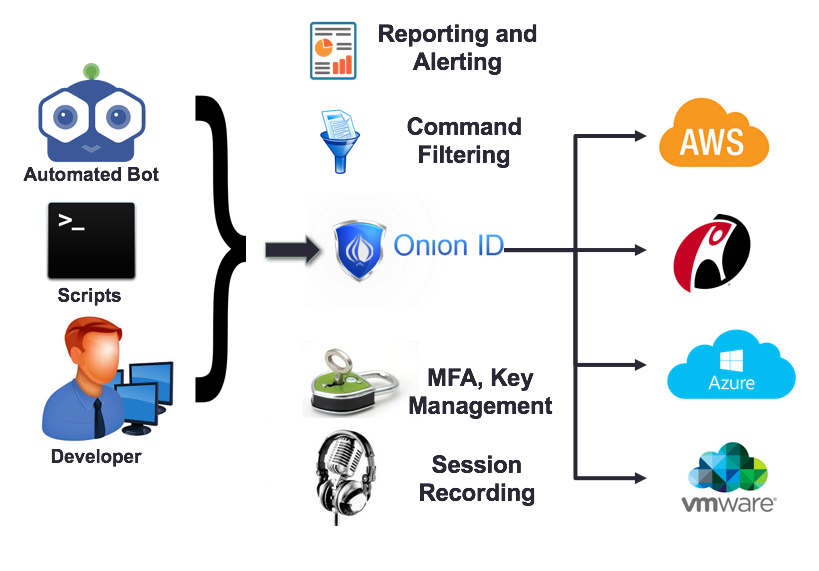 Reporting and
Alerting
Automated Bot
Command
Filtering
AWS
>_
Scripts
Onion ID
Developer
MFA, Key
Management
Azure
Session
Recording
vmware®